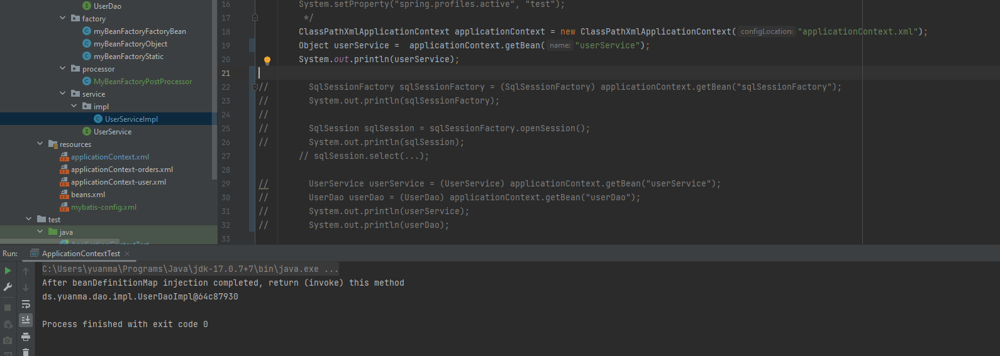 UserDao
factory
myBeanFactoryFactoryBean
myBeanFactoryObject
myBeanFactoryStatic
processor
MyBeanFactoryPostProcessor
service
impl
UserServiceImpl
UserService
resources
applicationContext.xml
applicationContext-orders.xml
applicationContext-user.xml
beans.xml
mybatis-config.xml
test
java
ApplicationContextTest
16 System.setProperty("spring.profiles.active", "test");
17 */
18 ClassPathXmlApplicationContext applicationContext = new ClassPathXmlApplicationContext( configLocation: "applicationContext.xml");
19 Object userService =  applicationContext.getBean( name: "userService");
20 System.out.println(userService);
21
22 // SqlSessionFactory sqlSessionFactory = (SqlSessionFactory) applicationContext.getBean("sqlSessionFactory");
23 // System.out.println(sqlSessionFactory);
24 //
25 // SqlSession sqlSession = sqlSessionFactory.openSession();
26 // System.out.println(sqlSession);
27 // sqlSession.select(...);
28
29 // UserService userService = (UserService) applicationContext.getBean("userService");
30 // UserDao userDao = (UserDao) applicationContext.getBean("userDao");
31 // System.out.println(userService);
32 // System.out.println(userDao);
33
Run: ApplicationContextTest
C:\Users\yuanma\Programs\Java\jdk-17.0.7+7\bin\java.exe ...
After beanDefinitionMap injection completed, return (invoke) this method
ds.yuanma.dao.impl.UserDaoImpl@64c87930
Process finished with exit code 0